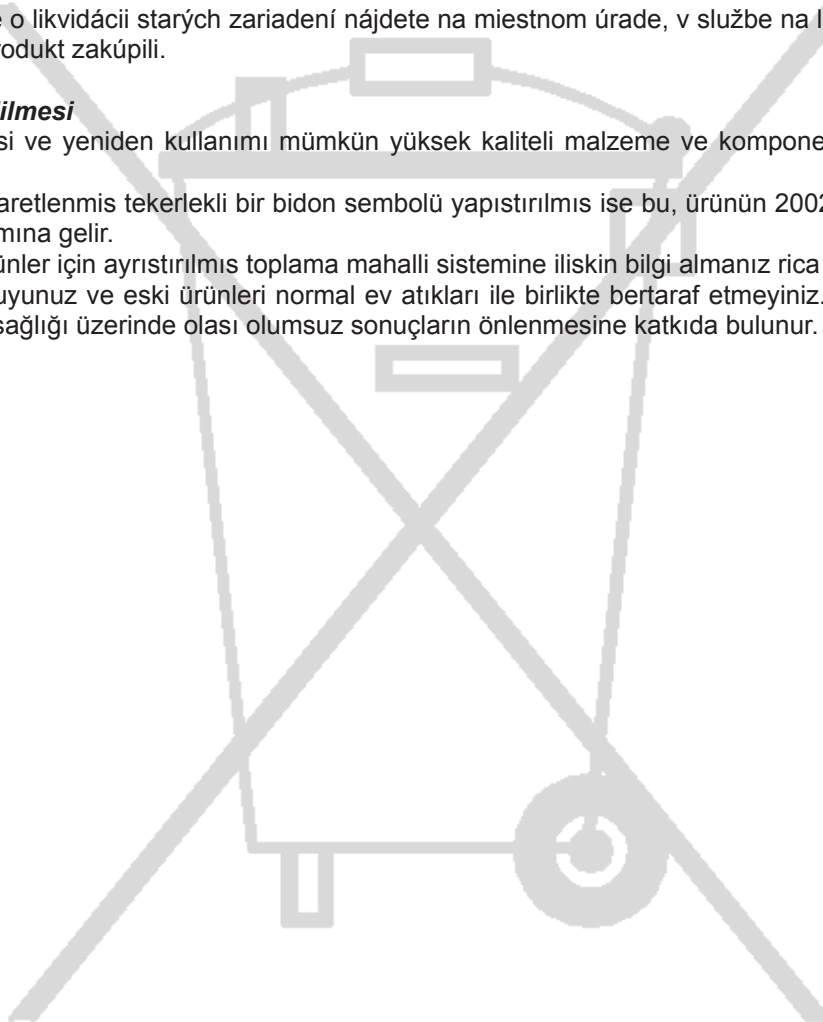 e o likvidácii starých zariadení nájdete na miestnom úrade, v službe na l
rodukt zakúpili.
ilmesi
si ve yeniden kullanımı mümkün yüksek kaliteli malzeme ve kompone
aretlenmis tekerlekli bir bidon sembolü yapıstırılmıs ise bu, ürünün 2002
mına gelir.
ünler için ayrıstırılmıs toplama mahalli sistemine iliskin bilgi almanız rica
uyunuz ve eski ürünleri normal ev atıkları ile birlikte bertaraf etmeyiniz.
sağlığı üzerinde olası olumsuz sonuçların önlenmesine katkıda bulunur.